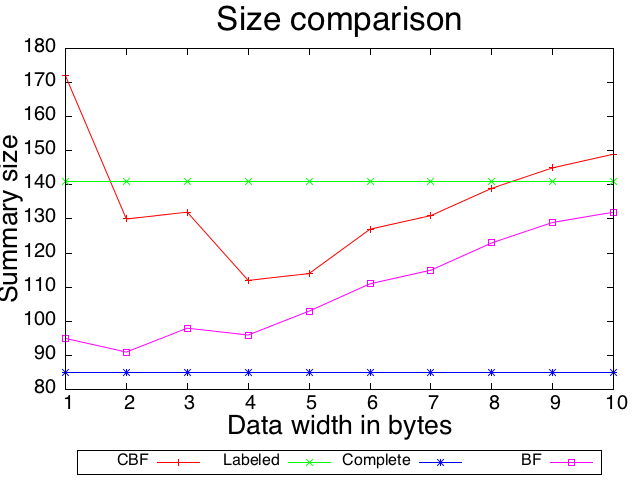 Size comparison
Summary size
180
170
160
150
140
130
120
110
100
90
80
1 2 3 4 5 6 7 8 9 10
Data width in bytes
CBF Labeled Complete BF